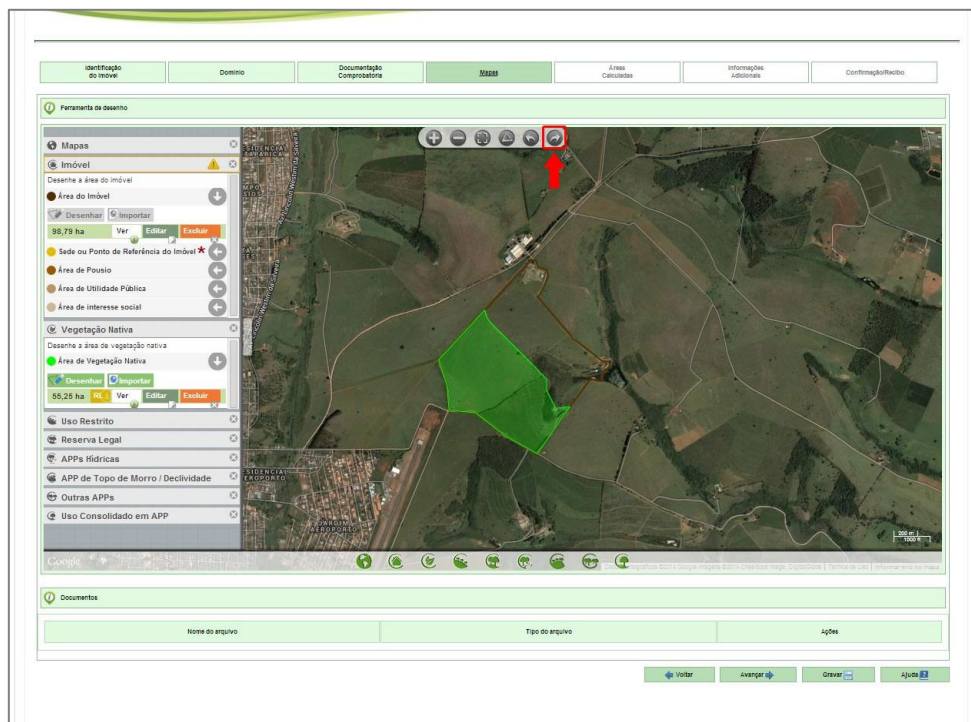 Identificação
do Imóvel
Domínio
Documentação
Comprobatória
Mapas
Áreas
Calculadas
Informações
Adicionais
Confirmação/Recibo
Ferramenta de desenho
Mapas
Imóvel
Desenhe a área do imóvel
Área do Imóvel
Desenhar Importar
98,79 ha Ver Editar Excluir
Sede ou Ponto de Referência do Imóvel *
Área de Pousio
Área de Utilidade Pública
Área de interesse social
Vegetação Nativa
Desenhe a área de vegetação nativa
Área de Vegetação Nativa
Desenhar Importar
55,25 ha RL Ver Editar Excluir
Uso Restrito
Reserva Legal
APPs Hídricas
APP de Topo de Morro / Declividade
Outras APPs
Uso Consolidado em APP
JARDIM
AEROPORTO
200 m
1000 ft
Google
Documentos
Nome do arquivo
Tipo do arquivo
Ações
Voltar
Avançar
Gravar
Ajuda